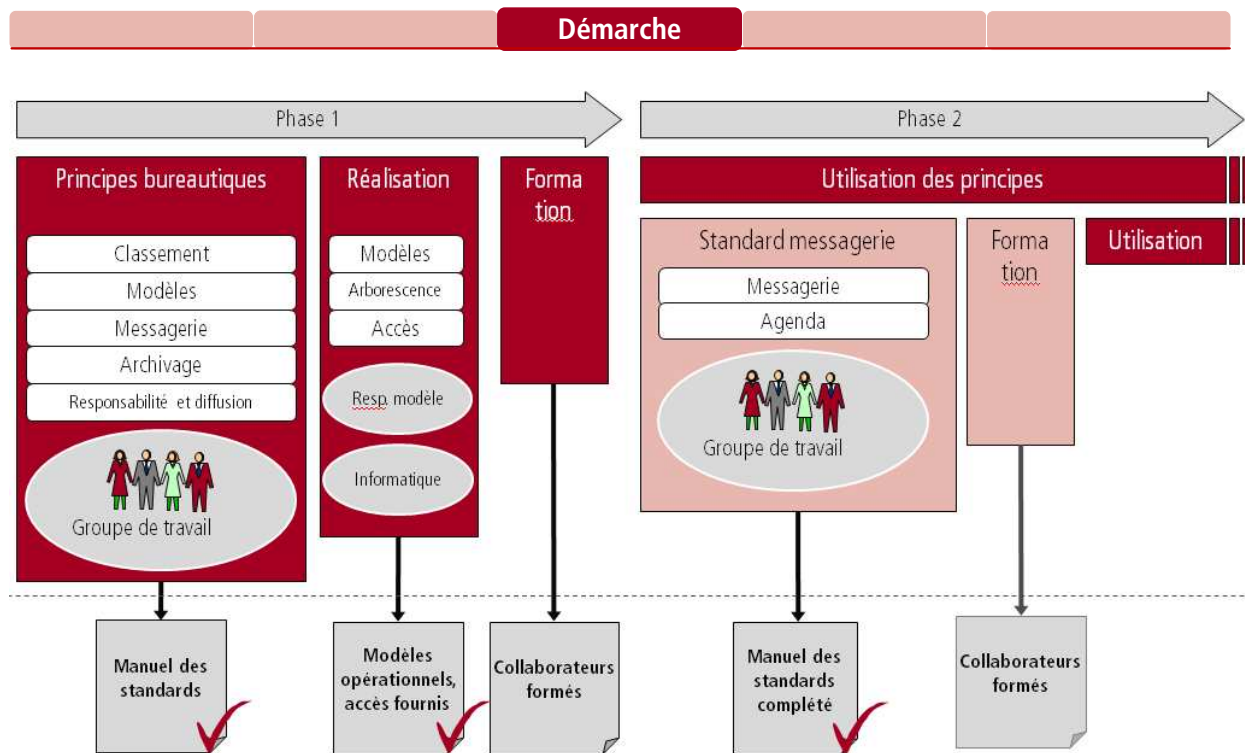 Démarche
Phase 1
Phase 2
Principes bureautiques
Classement
Modèles
Messagerie
Archivage
Responsabilité et diffusion
Groupe de travail
Réalisation
Modèles
Arborescence
Accès
Resp. modèle
Informatique
Forma
tion
Utilisation des principes
Standard messagerie
Messagerie
Agenda
Groupe de travail
Forma
tion
Utilisation
Manuel des
standards
Modèles
opérationnels,
accès fournis
Collaborateurs
formés
Manuel des
standards
complété
Collaborateurs
formés